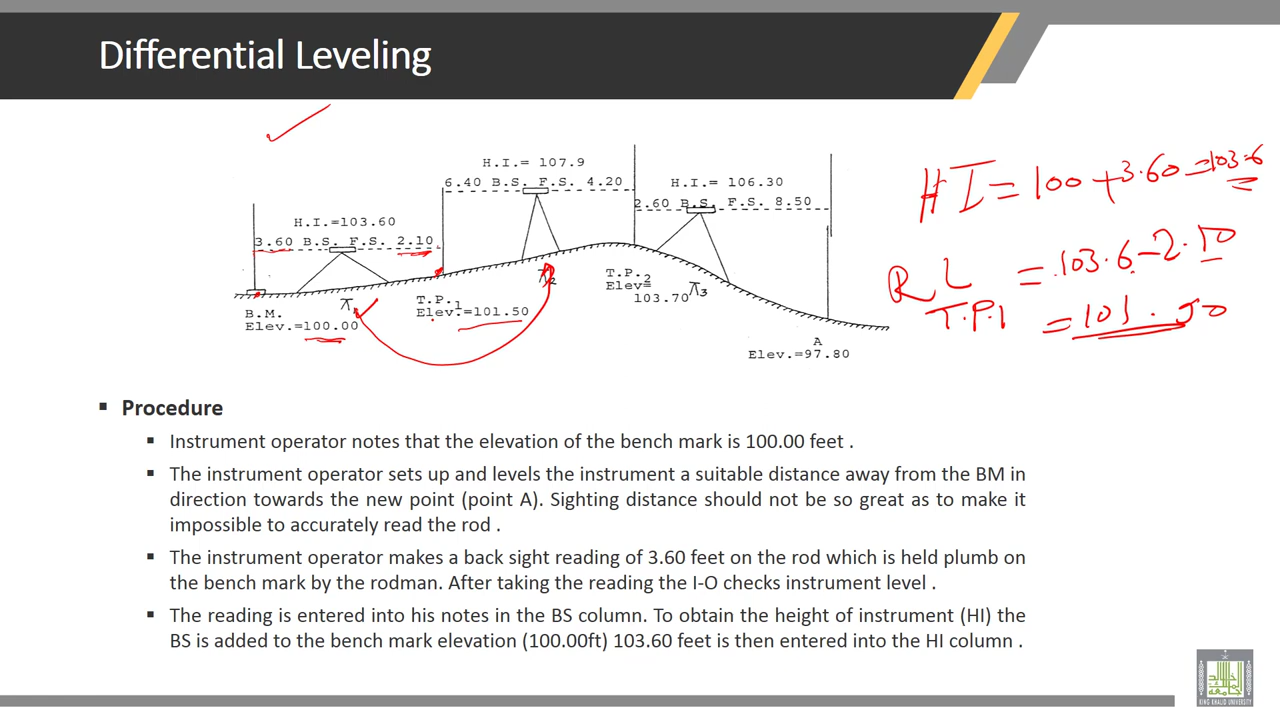 Differential Leveling
H.I.= 107.9
6.40 B.S. F.S. 4.20
H.I.= 106.30
2.60 B.S. F.S. 8.50
H.I.=103.60
3.60 B.S. F.S. 2.10
B.M.
Elev.=100.00
T.P.1
Elev.=101.50
T.P.2
Elev=
103.70
A
Elev.=97.80
HI = 100 + 3.60 = 103.6
RL = 103.6 - 2.10
T.P.1 = 101.50
Procedure
Instrument operator notes that the elevation of the bench mark is 100.00 feet .
The instrument operator sets up and levels the instrument a suitable distance away from the BM in
direction towards the new point (point A). Sighting distance should not be so great as to make it
impossible to accurately read the rod .
The instrument operator makes a back sight reading of 3.60 feet on the rod which is held plumb on
the bench mark by the rodman. After taking the reading the I-O checks instrument level .
The reading is entered into his notes in the BS column. To obtain the height of instrument (HI) the
BS is added to the bench mark elevation (100.00ft) 103.60 feet is then entered into the HI column .
KING KHALID UNIVERSITY